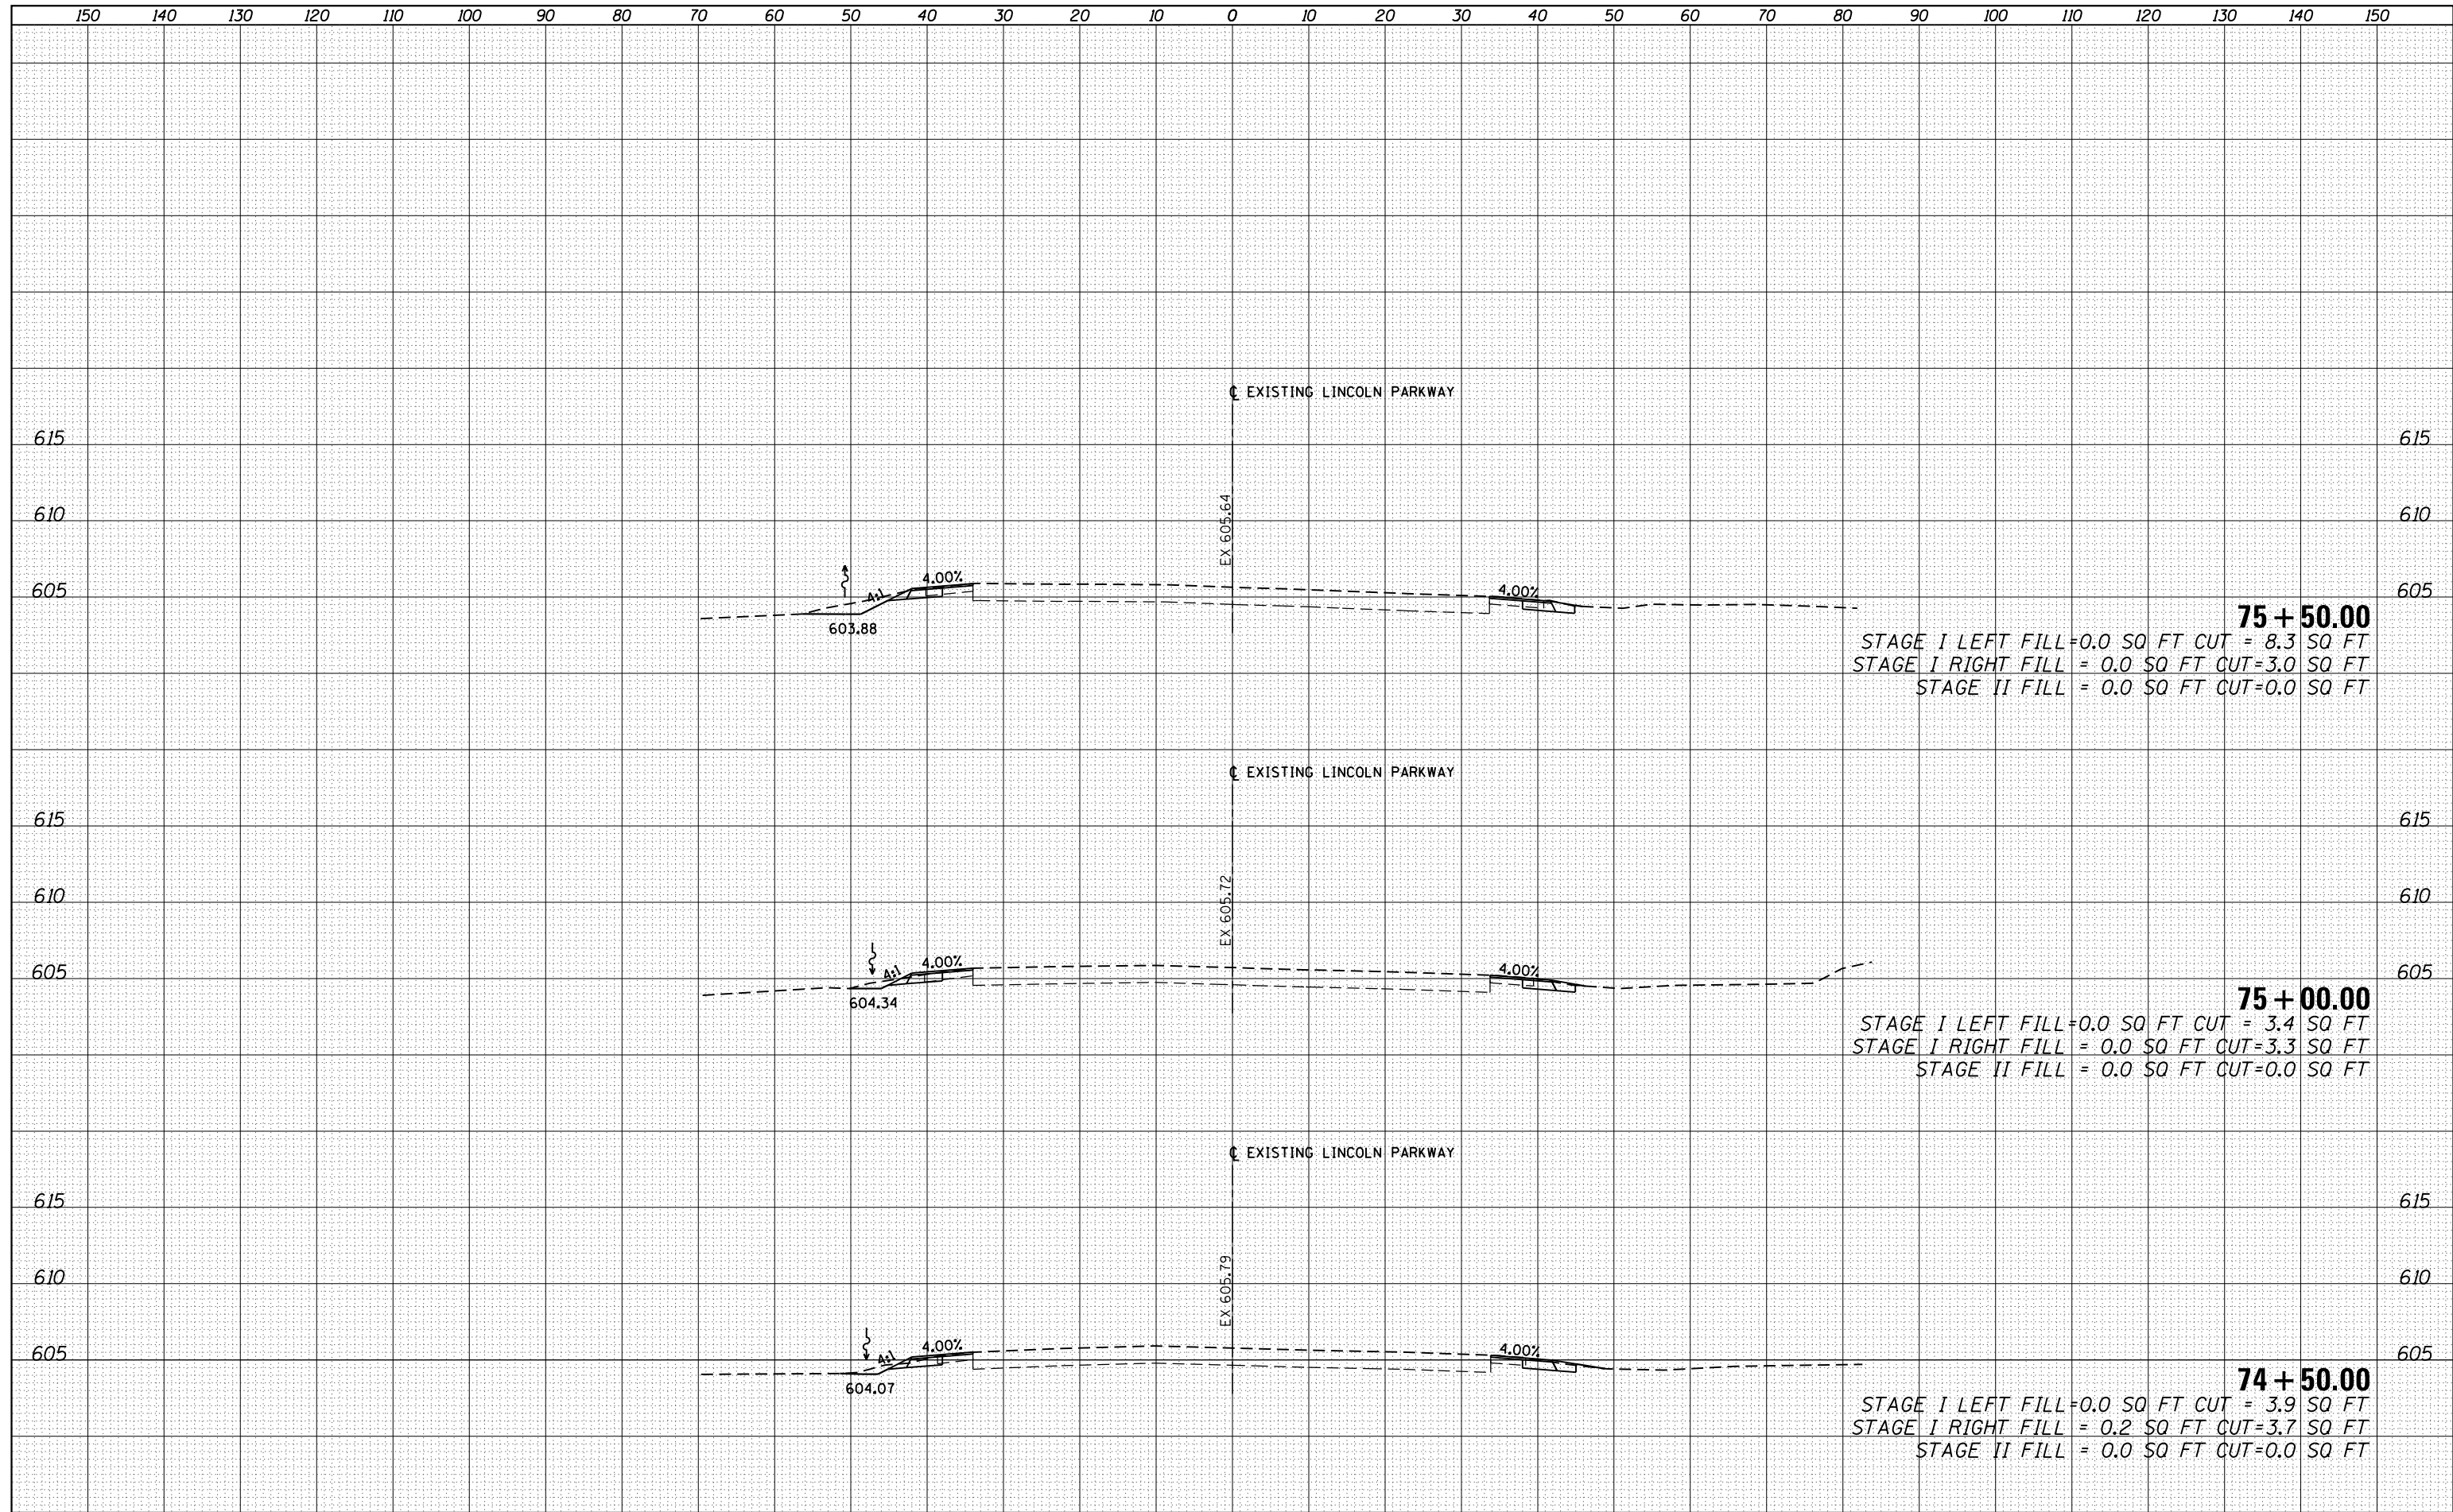 150 140 130 120 110 100 90 80 70 60 50 40 30 20 10 0 10 20 30 40 50 60 70 80 90 100 110 120 130 140 150
℄ EXISTING LINCOLN PARKWAY
615 615
EX 605.64
610 610
4:1 4.00% 4.00%
605 605
603.88
75+50.00
STAGE I LEFT FILL=0.0 SQ FT CUT = 8.3 SQ FT
STAGE I RIGHT FILL = 0.0 SQ FT CUT=3.0 SQ FT
STAGE II FILL = 0.0 SQ FT CUT=0.0 SQ FT
℄ EXISTING LINCOLN PARKWAY
615 615
EX 605.72
610 610
4:1 4.00% 4.00%
605 605
604.34
75+00.00
STAGE I LEFT FILL=0.0 SQ FT CUT = 3.4 SQ FT
STAGE I RIGHT FILL = 0.0 SQ FT CUT=3.3 SQ FT
STAGE II FILL = 0.0 SQ FT CUT=0.0 SQ FT
℄ EXISTING LINCOLN PARKWAY
615 615
EX 605.79
610 610
4:1 4.00% 4.00%
605 605
604.07
74+50.00
STAGE I LEFT FILL=0.0 SQ FT CUT = 3.9 SQ FT
STAGE I RIGHT FILL = 0.2 SQ FT CUT=3.7 SQ FT
STAGE II FILL = 0.0 SQ FT CUT=0.0 SQ FT